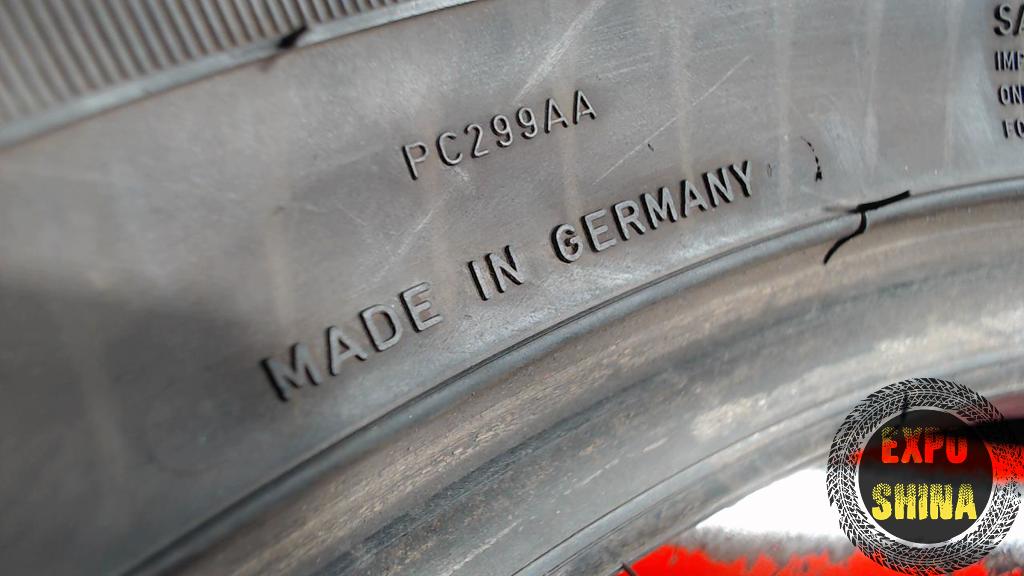 PC299AA
MADE IN GERMANY
EXPO
SHINA